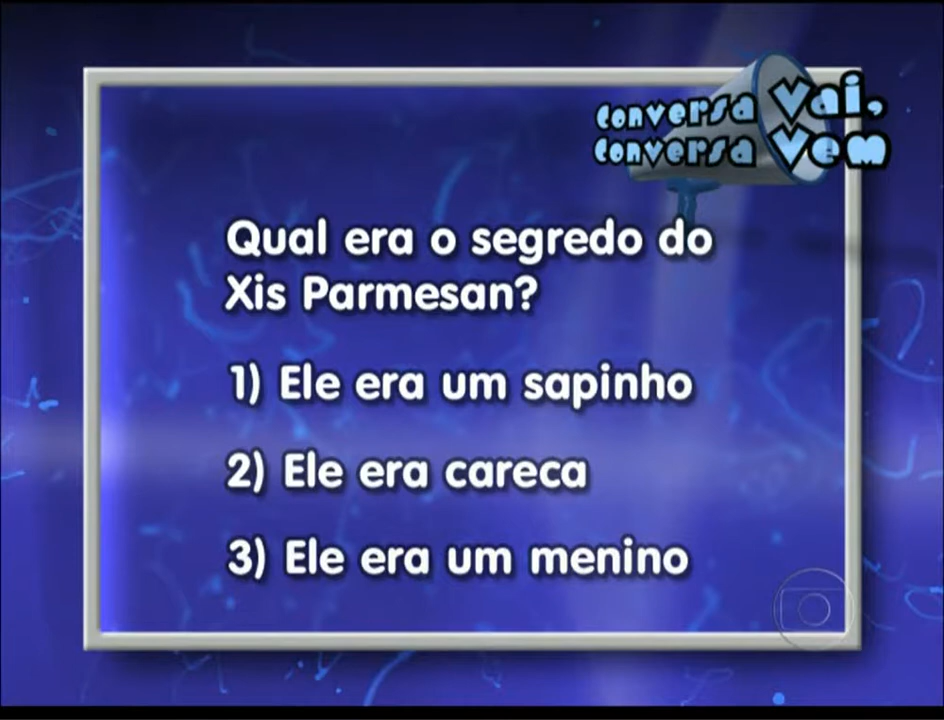 Conversa Vai,
Conversa Vem
Qual era o segredo do
Xis Parmesan?
1) Ele era um sapinho
2) Ele era careca
3) Ele era um menino